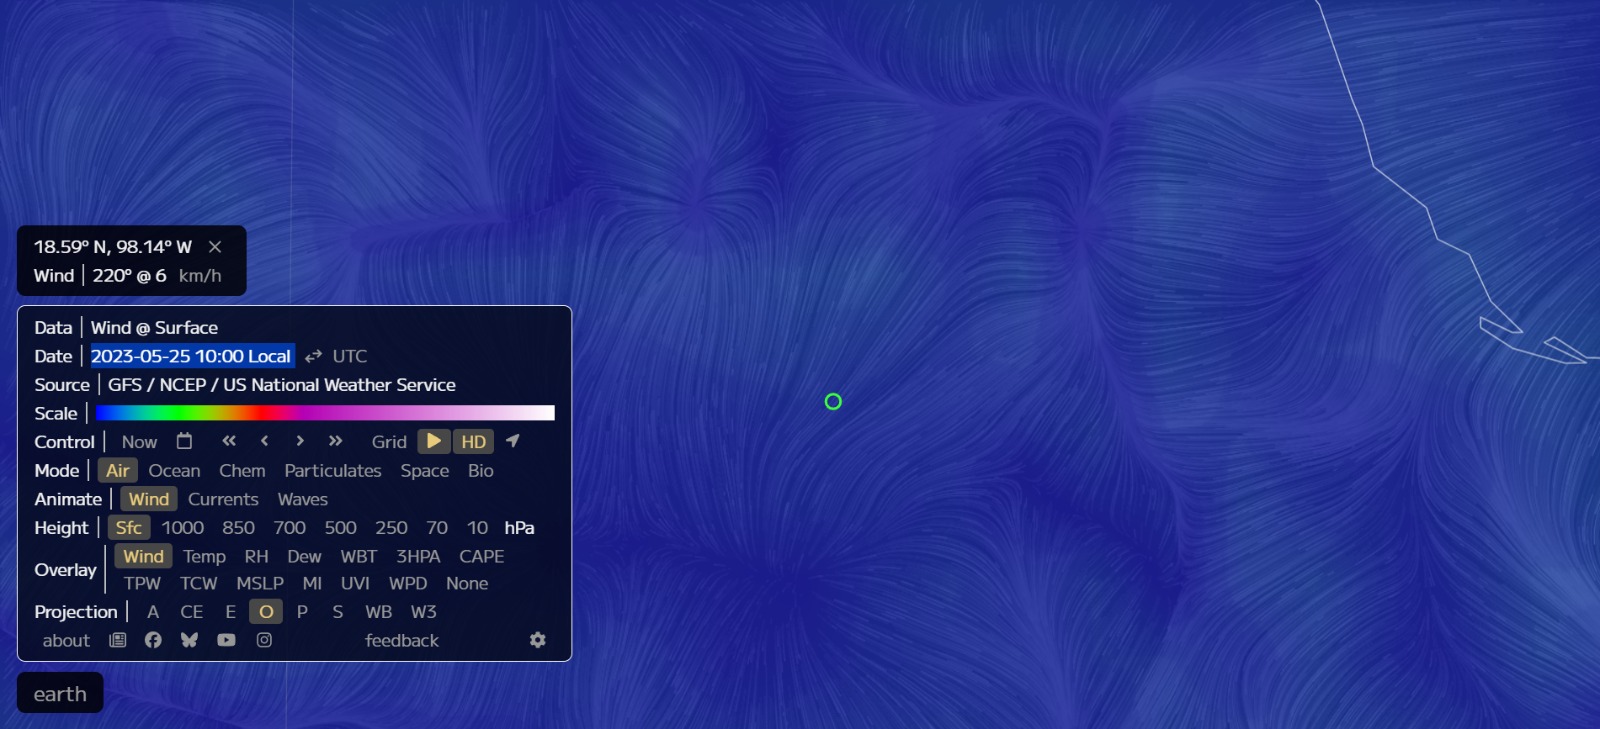 18.59° N, 98.14° W ×
Wind | 220° @ 6 km/h
Data | Wind @ Surface
Date | 2023-05-25 10:00 Local ⇄ UTC
Source | GFS / NCEP / US National Weather Service
Scale |
Control | Now « ‹ › » Grid ▶ HD
Mode | Air Ocean Chem Particulates Space Bio
Animate | Wind Currents Waves
Height | Sfc 1000 850 700 500 250 70 10 hPa
Overlay | Wind Temp RH Dew WBT 3HPA CAPE
TPW TCW MSLP MI UVI WPD None
Projection | A CE E O P S WB W3
about feedback
earth